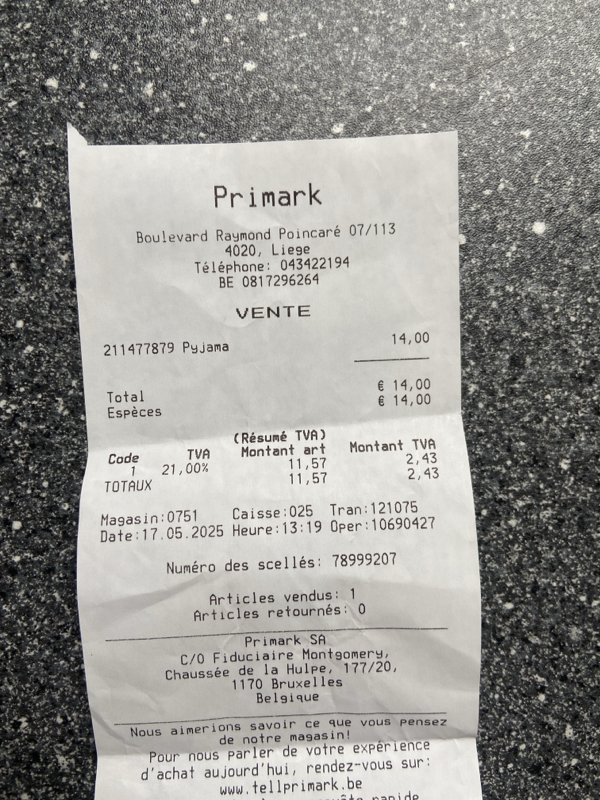 Primark
Boulevard Raymond Poincaré 07/113
4020, Liege
Téléphone: 043422194
BE 0817296264
VENTE
211477879 Pyjama 14,00
Total € 14,00
Espèces € 14,00
(Résumé TVA)
Code TVA Montant art Montant TVA
1 21,00% 11,57 2,43
TOTAUX 11,57 2,43
Magasin:0751 Caisse:025 Tran:121075
Date:17.05.2025 Heure:13:19 Oper:10690427
Numéro des scellés: 78999207
Articles vendus: 1
Articles retournés: 0
Primark SA
C/O Fiduciaire Montgomery,
Chaussée de la Hulpe, 177/20,
1170 Bruxelles
Belgique
Nous aimerions savoir ce que vous pensez
de notre magasin!
Pour nous parler de votre expérience
d'achat aujourd'hui, rendez-vous sur:
www.tellprimark.be
rapide